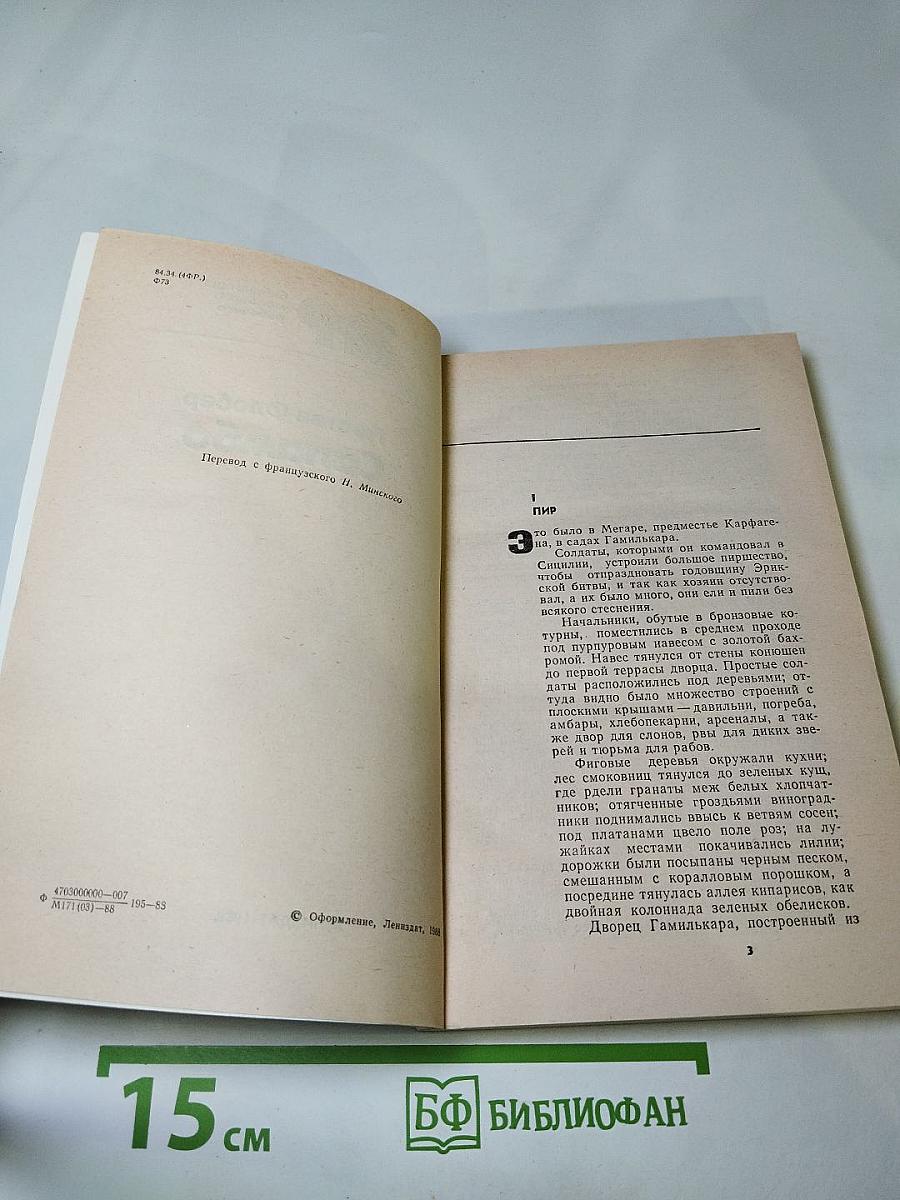 84.34.(4ФР.)
Ф73
Перевод с французского Н. Минского
Ф 4703000000—007
М171(03)—88
195—83
© Оформление, Лениздат, 1988
I
ПИР
Это было в Мегаре, предместье Карфаге-
на, в садах Гамилькара.
Солдаты, которыми он командовал в
Сицилии, устроили большое пиршество,
чтобы отпраздновать годовщину Эрик-
ской битвы, и так как хозяин отсутство-
вал, а их было много, они ели и пили без
всякого стеснения.
Начальники, обутые в бронзовые ко-
турны, поместились в среднем проходе
под пурпуровым навесом с золотой бах-
ромой. Навес тянулся от стены конюшен
до первой террасы дворца. Простые сол-
даты расположились под деревьями; от-
туда видно было множество строений с
плоскими крышами — давильни, погреба,
амбары, хлебопекарни, арсеналы, а так-
же двор для слонов, рвы для диких зве-
рей и тюрьма для рабов.
Фиговые деревья окружали кухни;
лес смоковниц тянулся до зеленых кущ,
где рдели гранаты меж белых хлопчат-
ников; отягченные гроздьями виноград-
ники поднимались ввысь к ветвям сосен;
под платанами цвело поле роз; на лу-
жайках местами покачивались лилии;
дорожки были посыпаны черным песком,
смешанным с коралловым порошком, а
посредине тянулась аллея кипарисов, как
двойная колоннада зеленых обелисков.
Дворец Гамилькара, построенный из
3
15 см
БФ БИБЛИОФАН